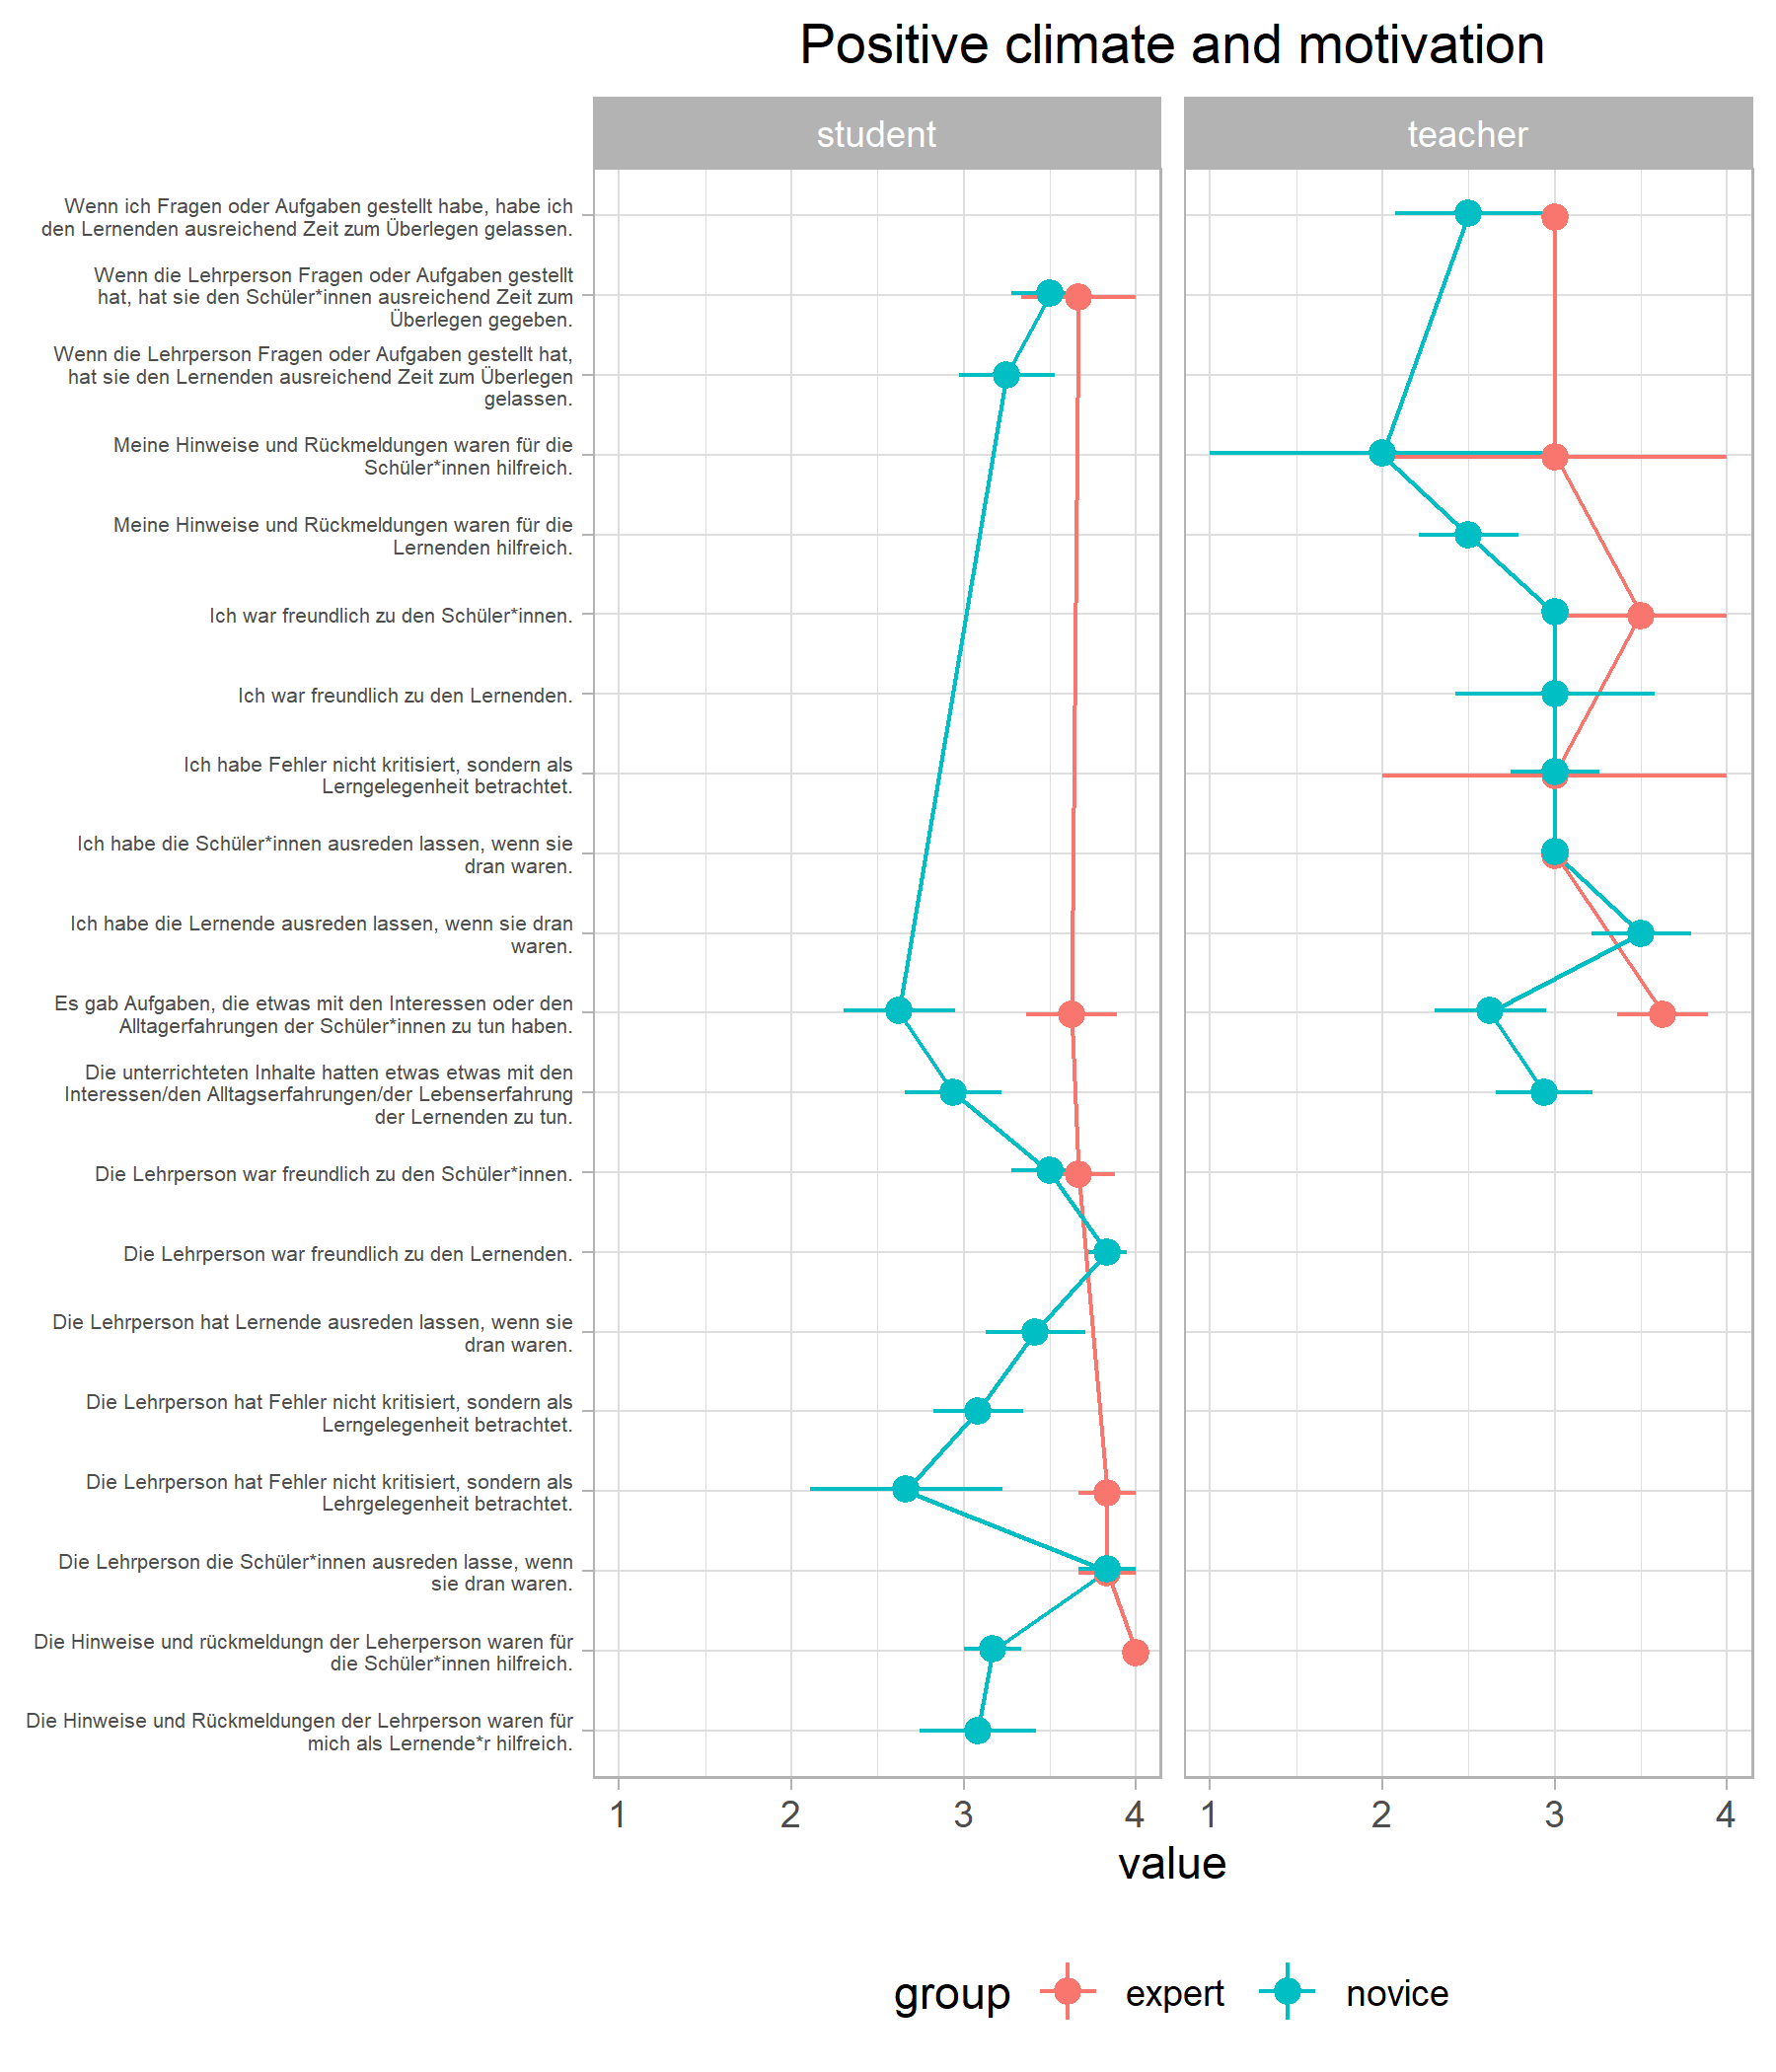 Positive climate and motivation
student
teacher
Wenn ich Fragen oder Aufgaben gestellt habe, habe ich
den Lernenden ausreichend Zeit zum Überlegen gelassen.
Wenn die Lehrperson Fragen oder Aufgaben gestellt
hat, hat sie den Schüler*innen ausreichend Zeit zum
Überlegen gegeben.
Wenn die Lehrperson Fragen oder Aufgaben gestellt hat,
hat sie den Lernenden ausreichend Zeit zum Überlegen
gelassen.
Meine Hinweise und Rückmeldungen waren für die
Schüler*innen hilfreich.
Meine Hinweise und Rückmeldungen waren für die
Lernenden hilfreich.
Ich war freundlich zu den Schüler*innen.
Ich war freundlich zu den Lernenden.
Ich habe Fehler nicht kritisiert, sondern als
Lerngelegenheit betrachtet.
Ich habe die Schüler*innen ausreden lassen, wenn sie
dran waren.
Ich habe die Lernende ausreden lassen, wenn sie dran
waren.
Es gab Aufgaben, die etwas mit den Interessen oder den
Alltagerfahrungen der Schüler*innen zu tun haben.
Die unterrichteten Inhalte hatten etwas etwas mit den
Interessen/den Alltagserfahrungen/der Lebenserfahrung
der Lernenden zu tun.
Die Lehrperson war freundlich zu den Schüler*innen.
Die Lehrperson war freundlich zu den Lernenden.
Die Lehrperson hat Lernende ausreden lassen, wenn sie
dran waren.
Die Lehrperson hat Fehler nicht kritisiert, sondern als
Lerngelegenheit betrachtet.
Die Lehrperson hat Fehler nicht kritisiert, sondern als
Lehrgelegenheit betrachtet.
Die Lehrperson die Schüler*innen ausreden lasse, wenn
sie dran waren.
Die Hinweise und rückmeldungn der Leherperson waren für
die Schüler*innen hilfreich.
Die Hinweise und Rückmeldungen der Lehrperson waren für
mich als Lernende*r hilfreich.
1 2 3 4
1 2 3 4
value
group expert novice